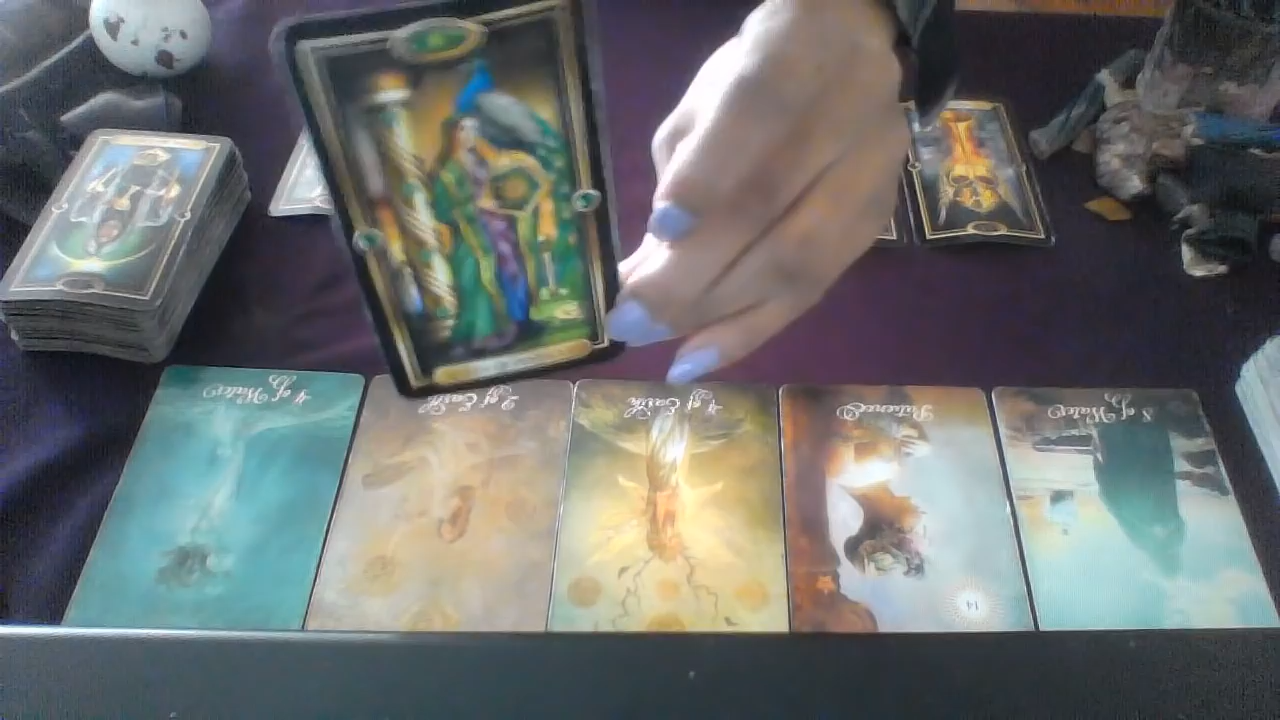 4 of Water
2 of Earth
4 of Earth
Patience
8 of Water
14